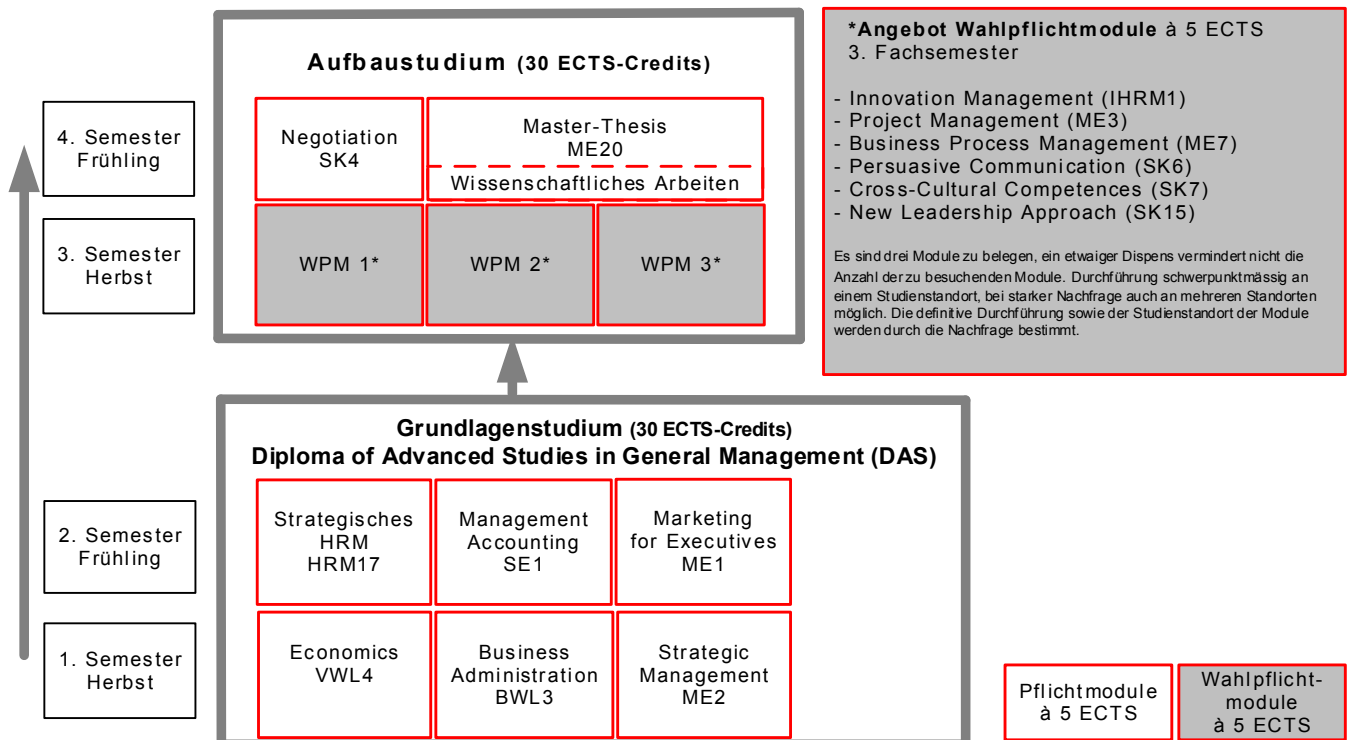 Aufbaustudium (30 ECTS-Credits)
4. Semester
Frühling
Negotiation
SK4
Master-Thesis
ME20
Wissenschaftliches Arbeiten
3. Semester
Herbst
WPM 1*
WPM 2*
WPM 3*
*Angebot Wahlpflichtmodule à 5 ECTS
3. Fachsemester
- Innovation Management (IHRM1)
- Project Management (ME3)
- Business Process Management (ME7)
- Persuasive Communication (SK6)
- Cross-Cultural Competences (SK7)
- New Leadership Approach (SK15)
Es sind drei Module zu belegen, ein etwaiger Dispens vermindert nicht die
Anzahl der zu besuchenden Module. Durchführung schwerpunktmässig an
einem Studienstandort, bei starker Nachfrage auch an mehreren Standorten
möglich. Die definitive Durchführung sowie der Studienstandort der Module
werden durch die Nachfrage bestimmt.
Grundlagenstudium (30 ECTS-Credits)
Diploma of Advanced Studies in General Management (DAS)
2. Semester
Frühling
Strategisches
HRM
HRM17
Management
Accounting
SE1
Marketing
for Executives
ME1
1. Semester
Herbst
Economics
VWL4
Business
Administration
BWL3
Strategic
Management
ME2
Pflichtmodule
à 5 ECTS
Wahlpflicht-
module
à 5 ECTS